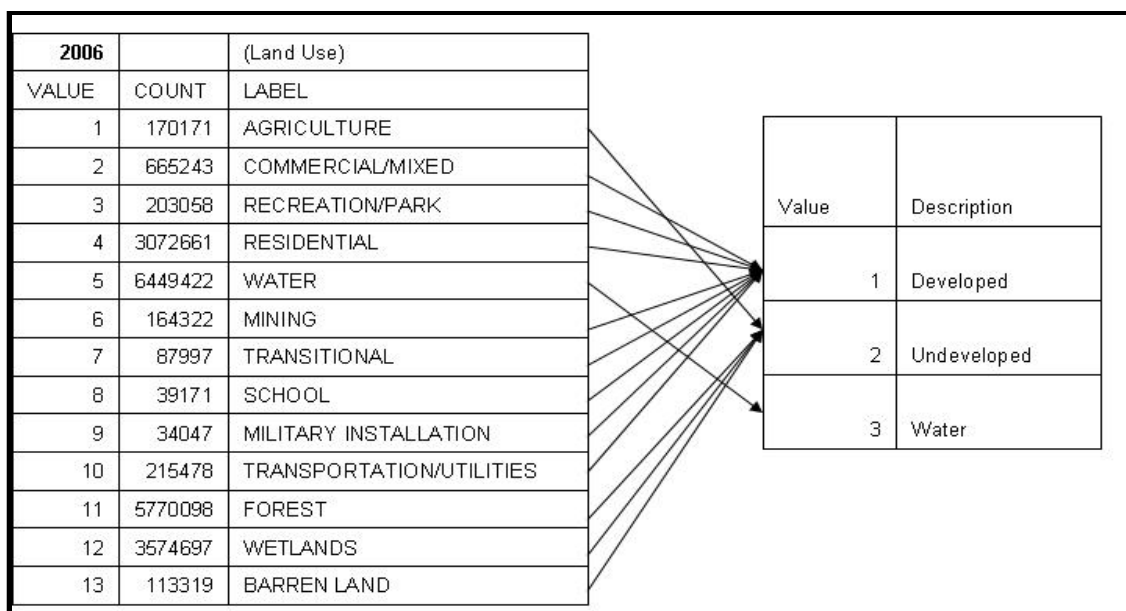 2006 (Land Use)
VALUE COUNT LABEL
1 170171 AGRICULTURE
2 665243 COMMERCIAL/MIXED
3 203058 RECREATION/PARK
4 3072661 RESIDENTIAL
5 6449422 WATER
6 164322 MINING
7 87997 TRANSITIONAL
8 39171 SCHOOL
9 34047 MILITARY INSTALLATION
10 215478 TRANSPORTATION/UTILITIES
11 5770098 FOREST
12 3574697 WETLANDS
13 113319 BARREN LAND
Value Description
1 Developed
2 Undeveloped
3 Water